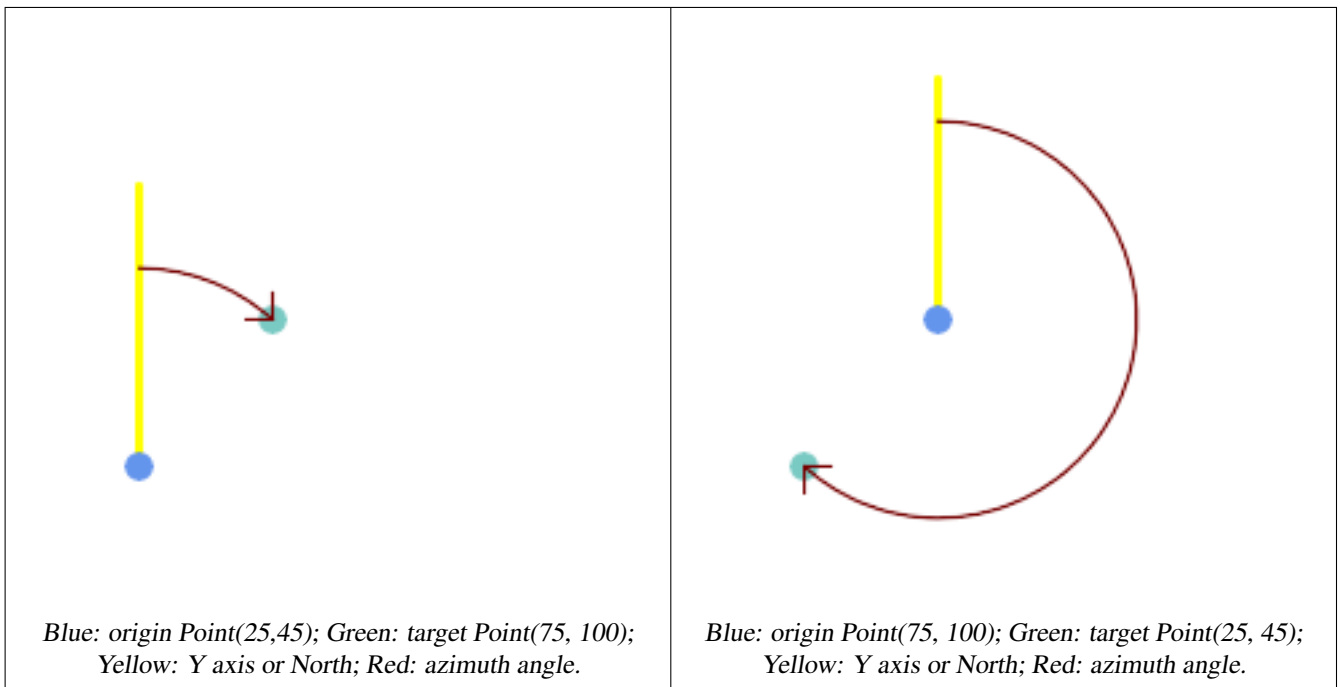 Blue: origin Point(25,45); Green: target Point(75, 100);
Yellow: Y axis or North; Red: azimuth angle.
Blue: origin Point(75, 100); Green: target Point(25, 45);
Yellow: Y axis or North; Red: azimuth angle.